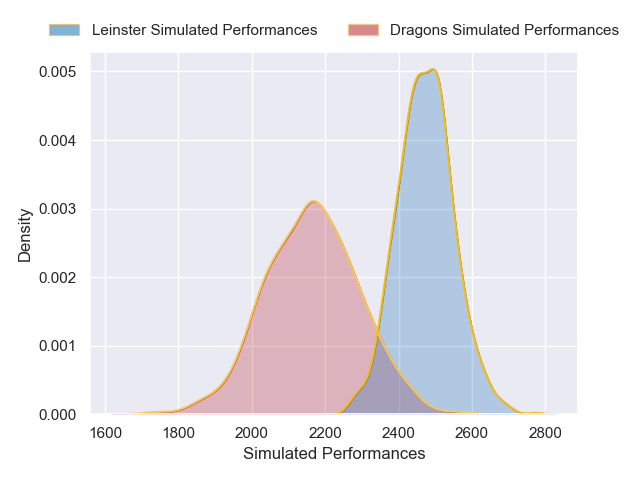 Leinster Simulated Performances Dragons Simulated Performances
0.005
0.004
0.003
0.002
0.001
0.000
Density
1600 1800 2000 2200 2400 2600 2800
Simulated Performances